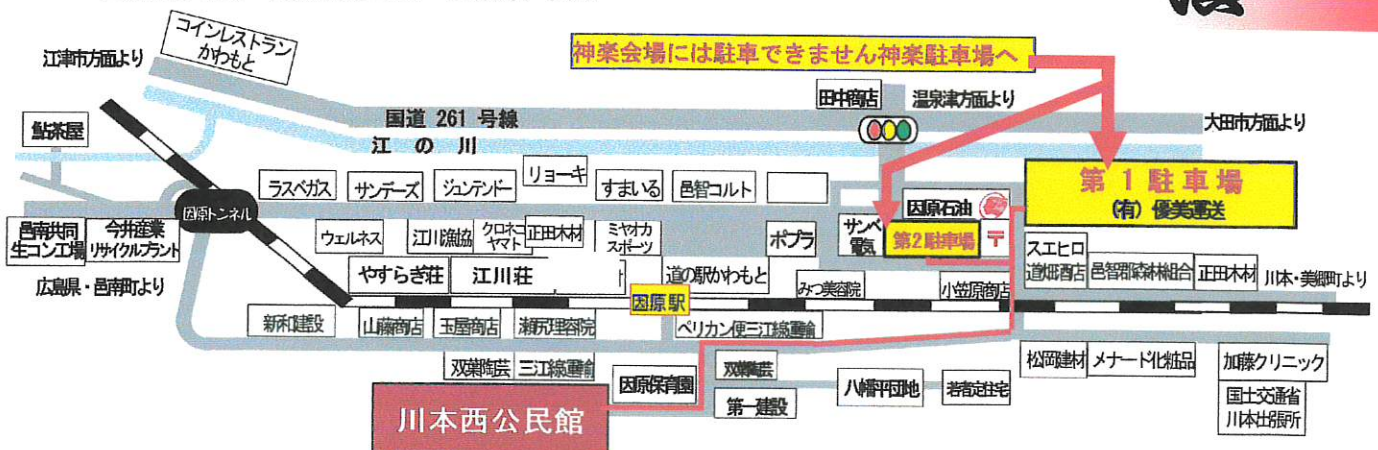 コインレストラン
かわもと
江津市方面より
神楽会場には駐車できません神楽駐車場へ
田中商店
温泉津方面より
国道 261 号線
大田市方面より
鮎茶屋
江 の 川
ラスベガス
サンデーズ
ジュンテンドー
リョーキ
すまいる
邑智コルト
第 1 駐 車 場
(有) 優美運送
因原トンネル
因原石油
〒
邑南共同
生コン工場
今井産業
リサイクルプラント
ウェルネス
江川漁協
クロネコ
ヤマト
正田木材
ミヤオカ
スポーツ
ポプラ
サンベ
電気
第2駐車場
スエヒロ
道畑酒店
邑智郡森林組合
正田木材
川本・美郷町より
広島県・邑南町より
やすらぎ荘
江川荘
道の駅かわもと
みつ美容院
小笠原商店
因原駅
新和建設
山藤商店
玉屋商店
瀬尻理容院
ペリカン便三江線運輸
双葉陶芸
三江線運輸
因原保育園
双葉陶芸
松岡建材
メナード化粧品
加藤クリニック
川本西公民館
第一建設
八幡平団地
若者定住宅
国土交通省
川本出張所